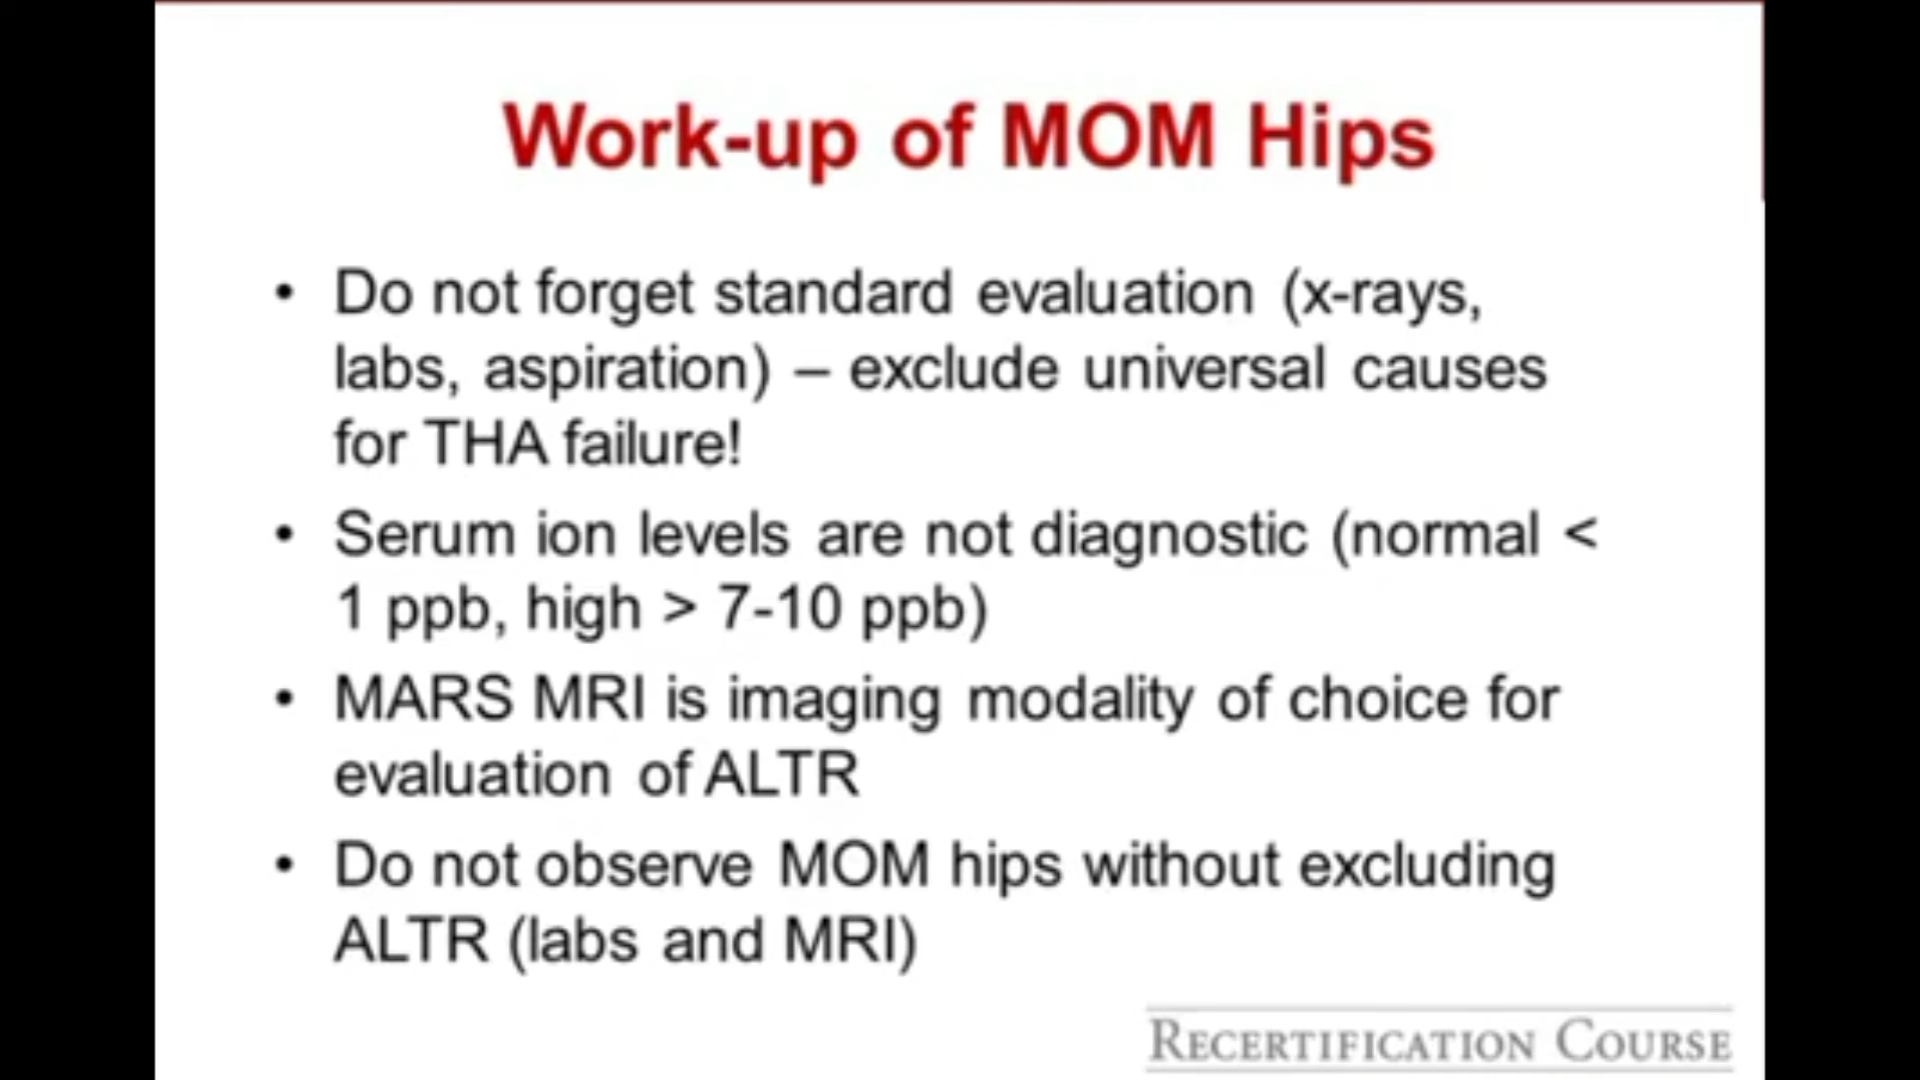 Work-up of MOM Hips
• Do not forget standard evaluation (x-rays,
labs, aspiration) – exclude universal causes
for THA failure!
• Serum ion levels are not diagnostic (normal <
1 ppb, high > 7-10 ppb)
• MARS MRI is imaging modality of choice for
evaluation of ALTR
• Do not observe MOM hips without excluding
ALTR (labs and MRI)
RECERTIFICATION COURSE